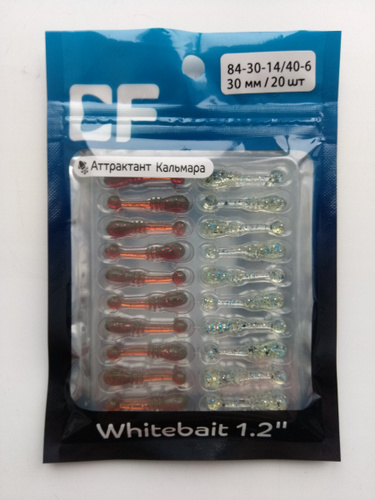 84-30-14/40-6
30 мм / 20 шт
CF
Аттрактант Кальмара
Whitebait 1.2"